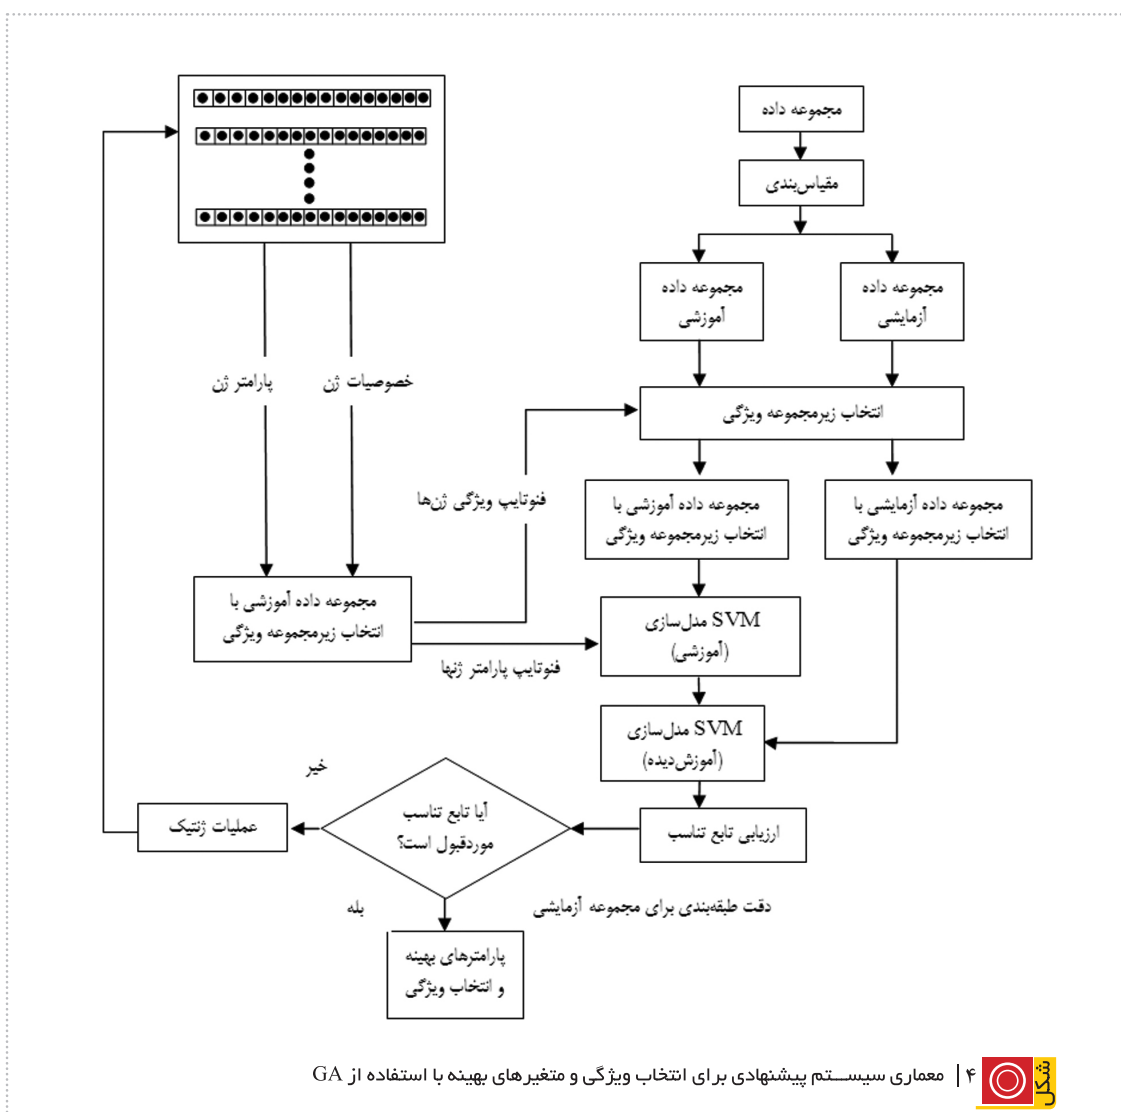 مجموعه داده
مقیاس‌بندی
مجموعه داده
آموزشی
مجموعه داده
آزمایشی
پارامتر ژن
خصوصیات ژن
انتخاب زیرمجموعه ویژگی
فنوتایپ ویژگی ژن‌ها
مجموعه داده آموزشی با
انتخاب زیرمجموعه ویژگی
مجموعه داده آزمایشی با
انتخاب زیرمجموعه ویژگی
مجموعه داده آموزشی با
انتخاب زیرمجموعه ویژگی
SVM مدل‌سازی
(آموزشی)
فنوتایپ پارامتر ژنها
SVM مدل‌سازی
(آموزش‌دیده)
خیر
آیا تابع تناسب
موردقبول است؟
عملیات ژنتیک
ارزیابی تابع تناسب
بله
دقت طبقه‌بندی برای مجموعه آزمایشی
پارامترهای بهینه
و انتخاب ویژگی
شکل ۴ | معماری سیستم پیشنهادی برای انتخاب ویژگی و متغیرهای بهینه با استفاده از GA